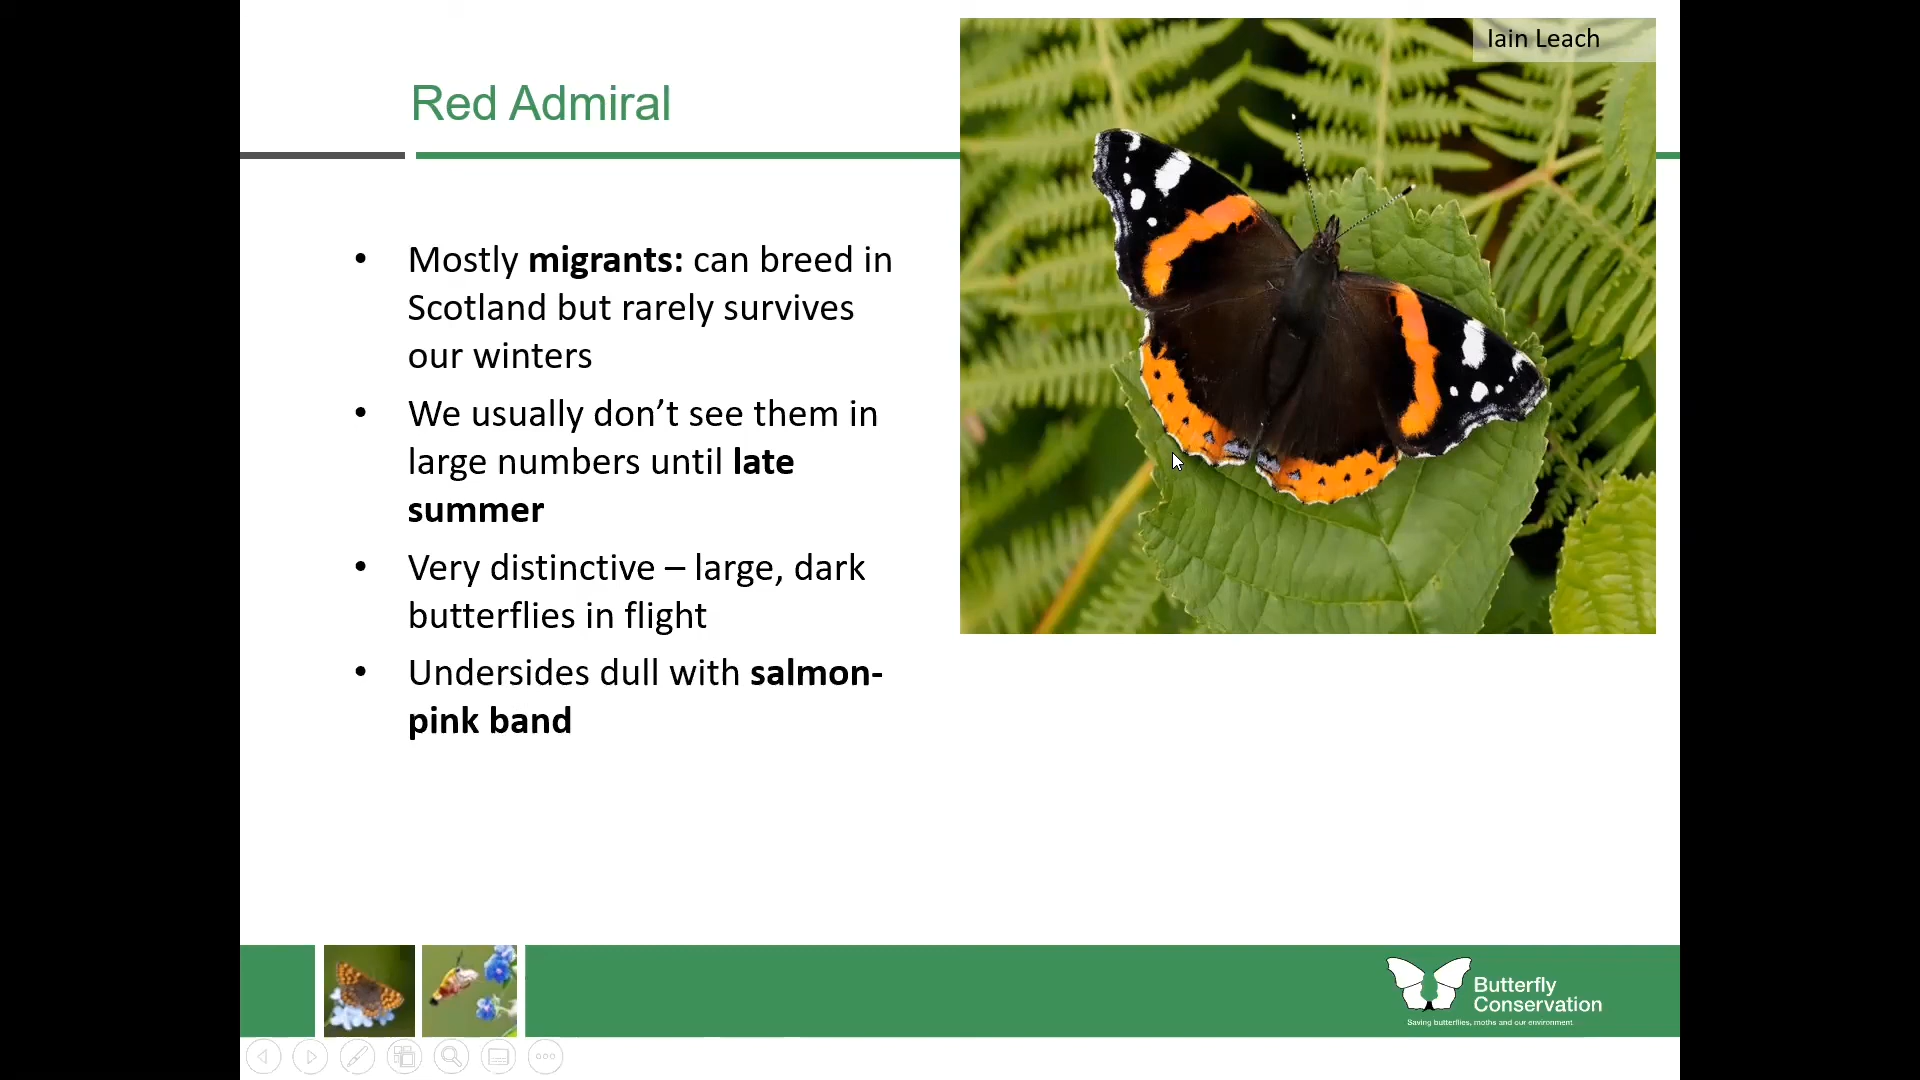 Iain Leach
Red Admiral
• Mostly migrants: can breed in
Scotland but rarely survives
our winters
• We usually don’t see them in
large numbers until late
summer
• Very distinctive – large, dark
butterflies in flight
• Undersides dull with salmon-
pink band
Butterfly
Conservation
Saving butterflies, moths and our environment